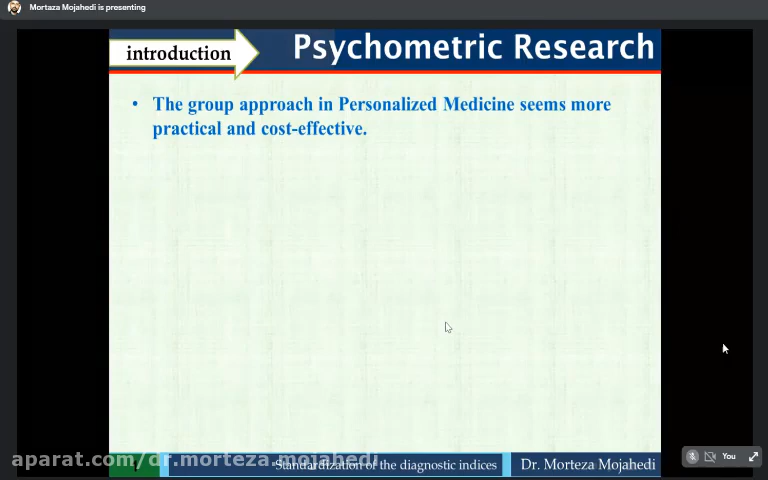 Mortaza Mojahedi is presenting
introduction
Psychometric Research
• The group approach in Personalized Medicine seems more
practical and cost-effective.
aparat.com/dr.morteza.mojahedi
Standardization of the diagnostic indices
Dr. Morteza Mojahedi
You